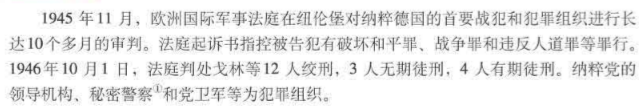 1945 年 11 月，欧洲国际军事法庭在纽伦堡对纳粹德国的首要战犯和犯罪组织进行长
达10个多月的审判。法庭起诉书指控被告犯有破坏和平罪、战争罪和违反人道罪等罪行。
1946年10 月1 日，法庭判处戈林等12 人绞刑，3 人无期徒刑，4 人有期徒刑。纳粹党的
领导机构、秘密警察①和党卫军等为犯罪组织。